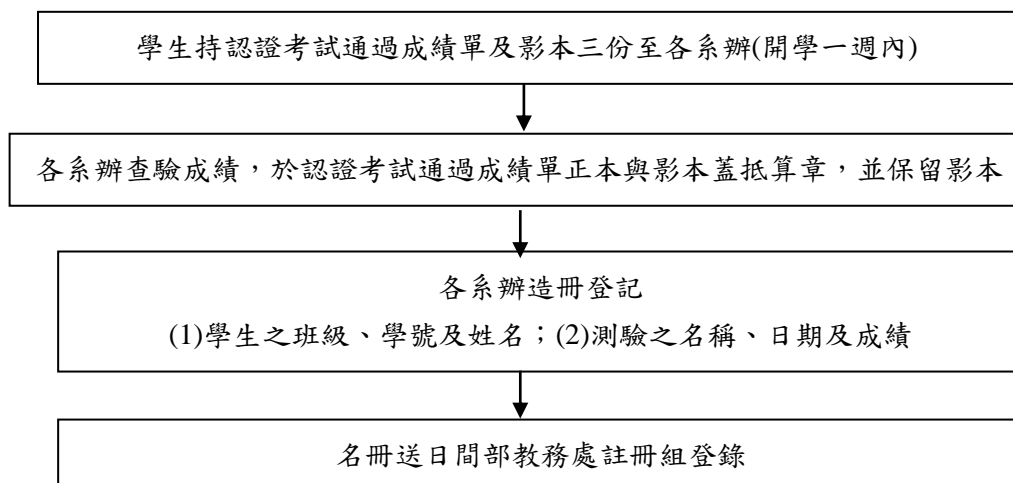 學生持認證考試通過成績單及影本三份至各系辦(開學一週內)
各系辦查驗成績，於認證考試通過成績單正本與影本蓋抵算章，並保留影本
各系辦造冊登記
(1)學生之班級、學號及姓名；(2)測驗之名稱、日期及成績
名冊送日間部教務處註冊組登錄